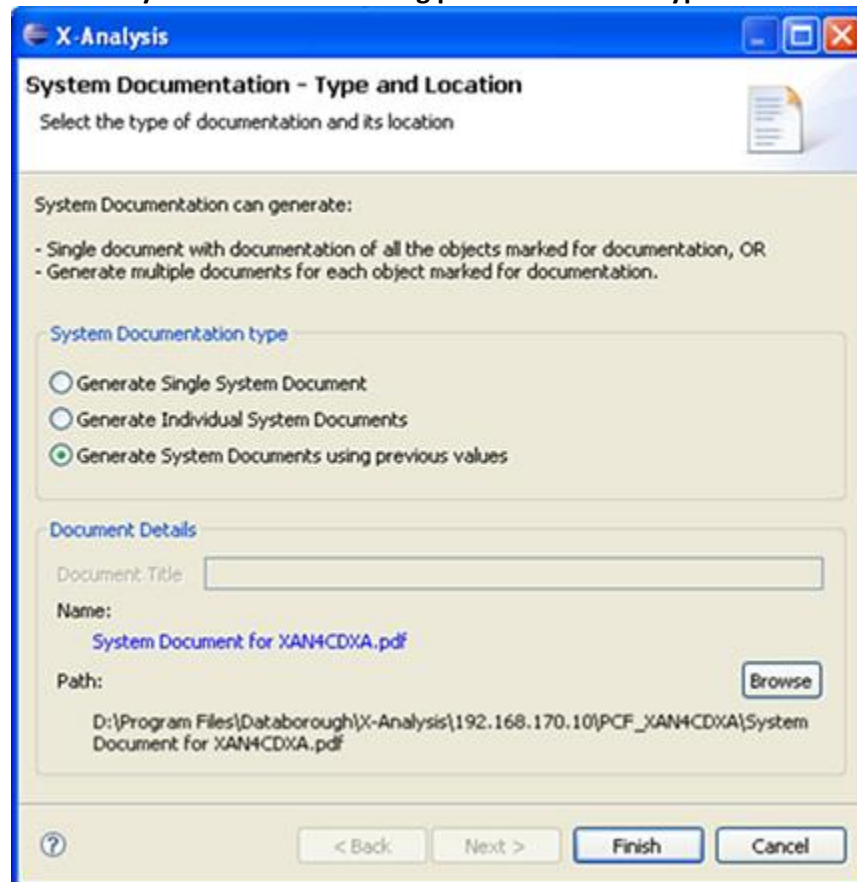 X-Analysis
System Documentation - Type and Location
Select the type of documentation and its location
System Documentation can generate:
- Single document with documentation of all the objects marked for documentation, OR
- Generate multiple documents for each object marked for documentation.
System Documentation type
Generate Single System Document
Generate Individual System Documents
Generate System Documents using previous values
Document Details
Document Title
Name:
System Document for XAN4CDXA.pdf
Path:
Browse
D:\Program Files\Databorough\X-Analysis\192.168.170.10\PCF_XAN4CDXA\System
Document for XAN4CDXA.pdf
< Back
Next >
Finish
Cancel